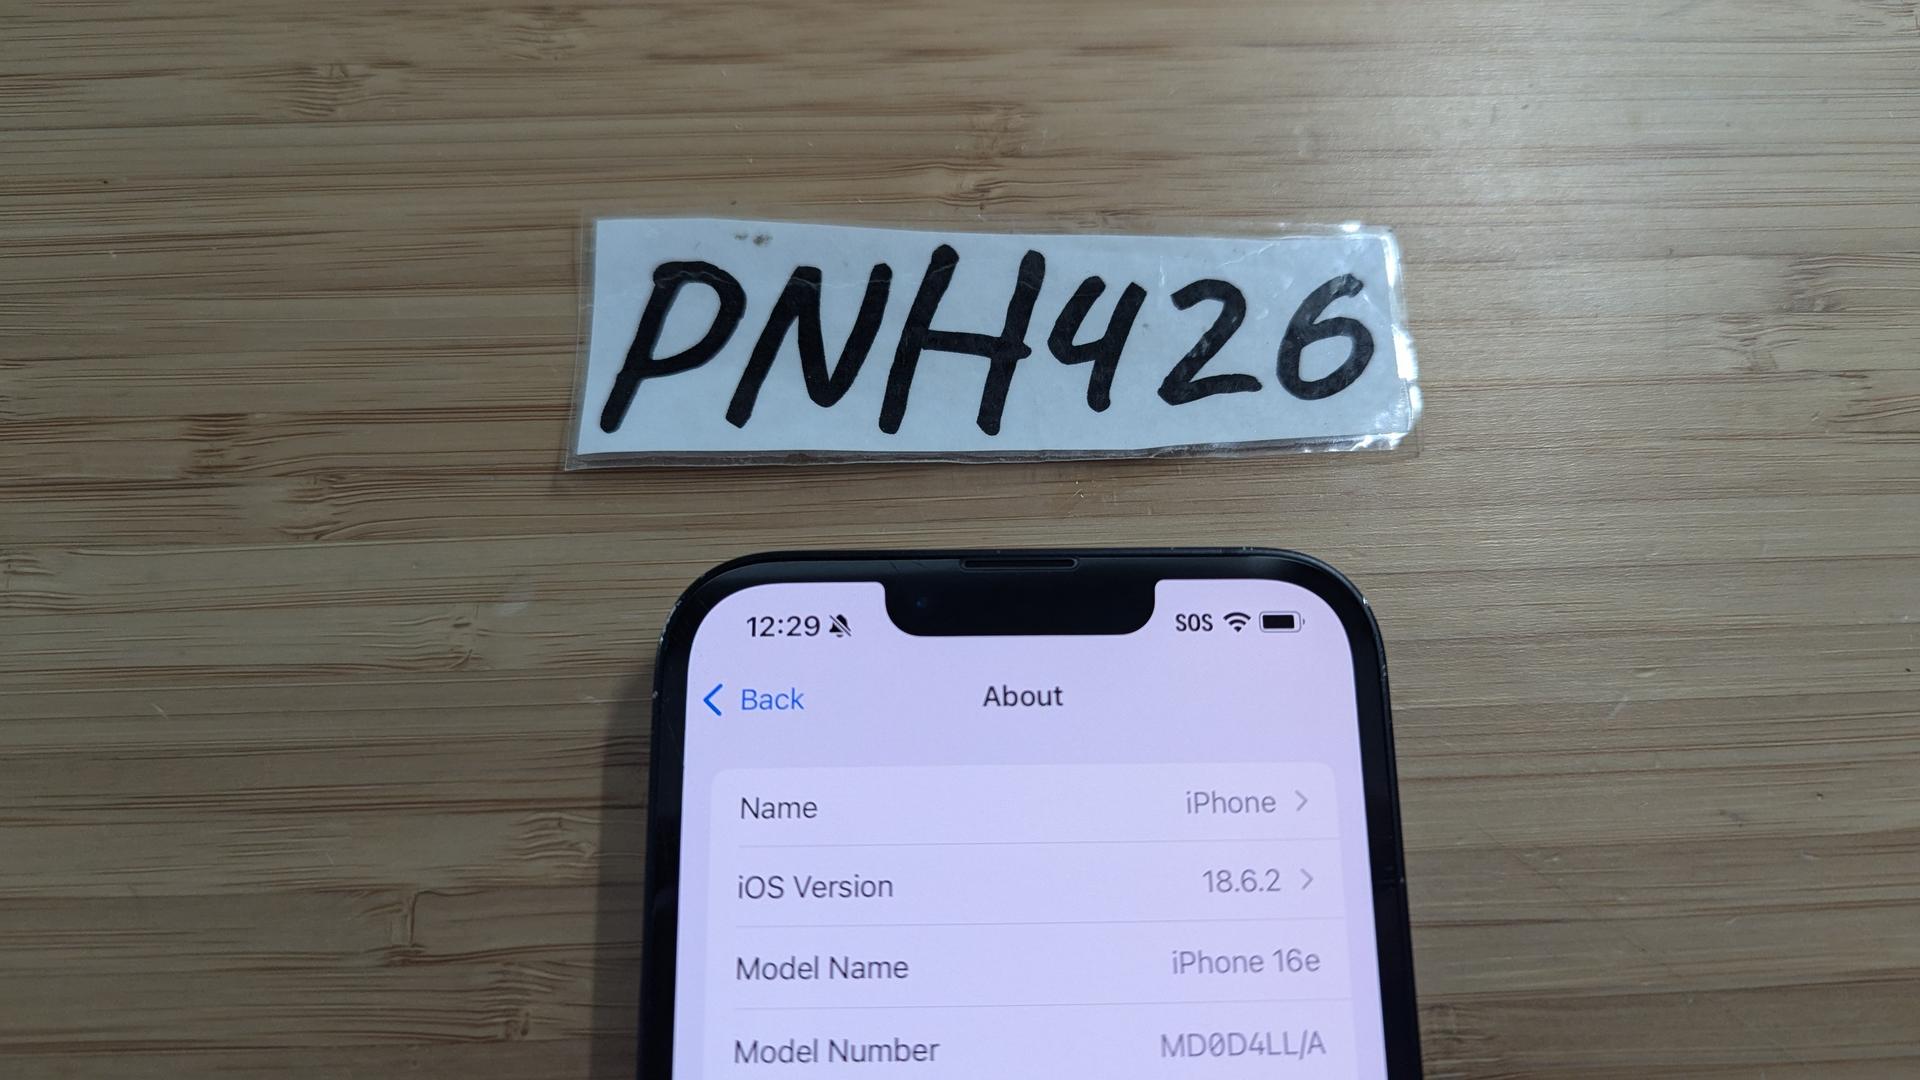 PNH426
12:29 SOS
Back About
Name iPhone
iOS Version 18.6.2
Model Name iPhone 16e
Model Number MD0D4LL/A